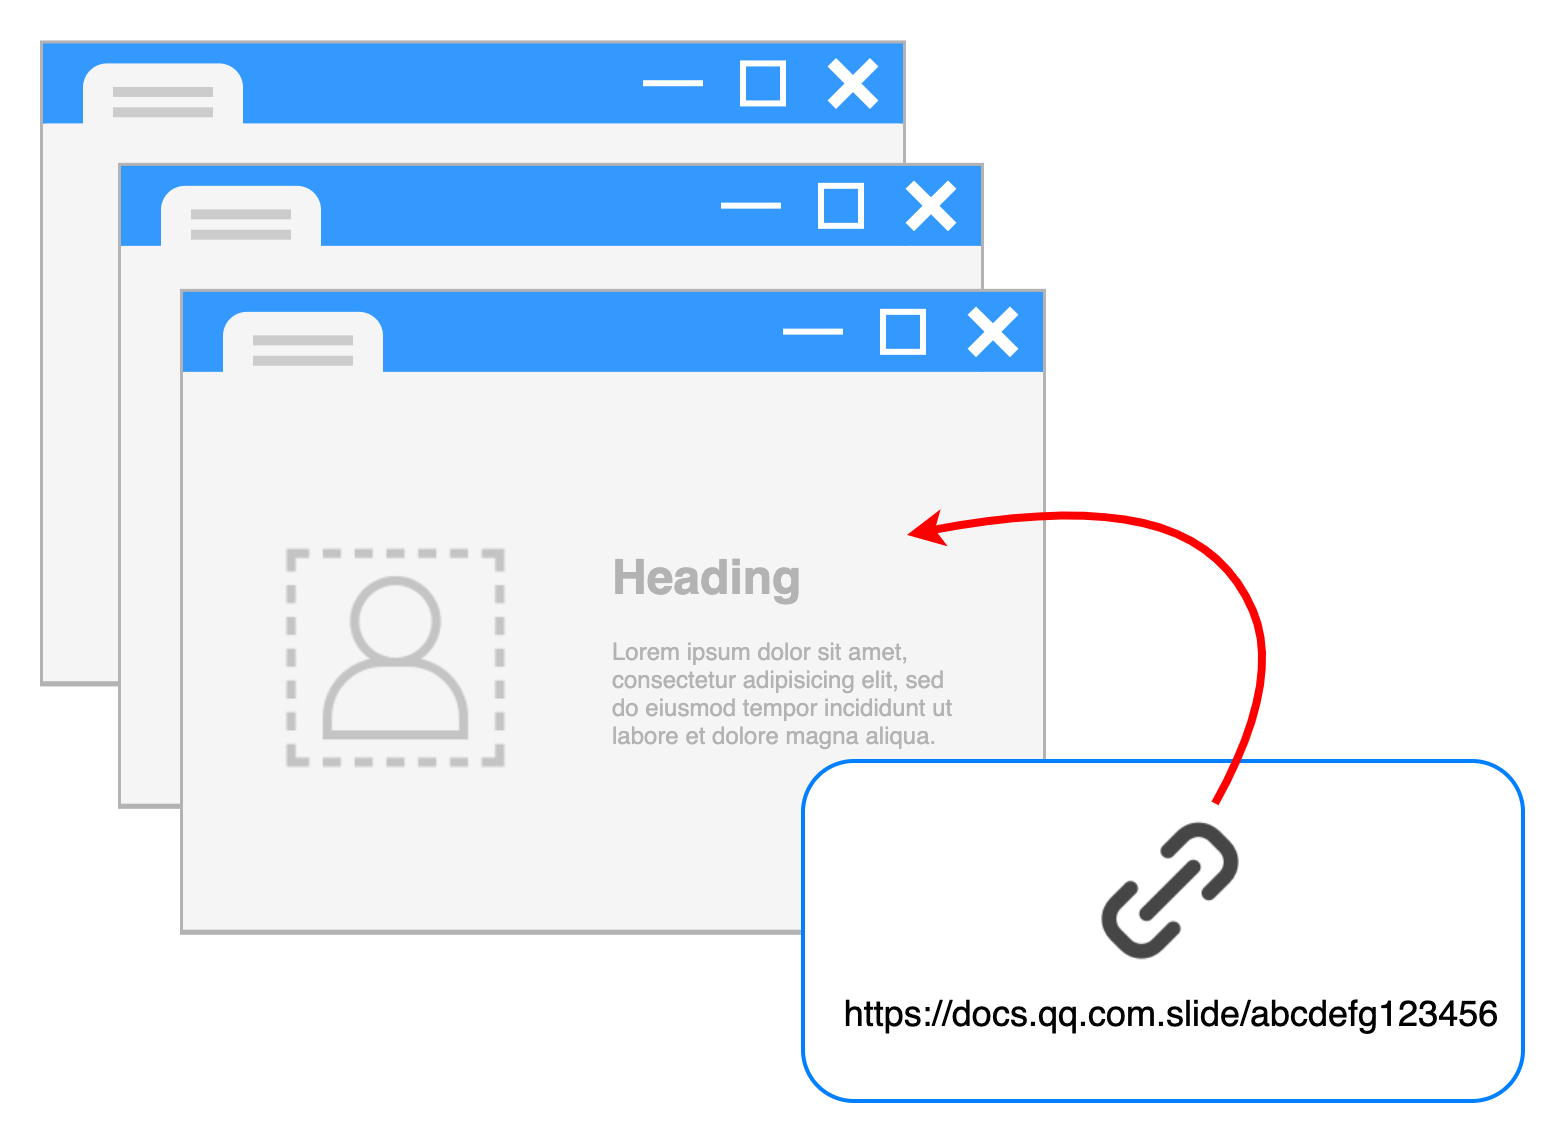 Heading
Lorem ipsum dolor sit amet,
consectetur adipisicing elit, sed
do eiusmod tempor incididunt ut
labore et dolore magna aliqua.
https://docs.qq.com.slide/abcdefg123456